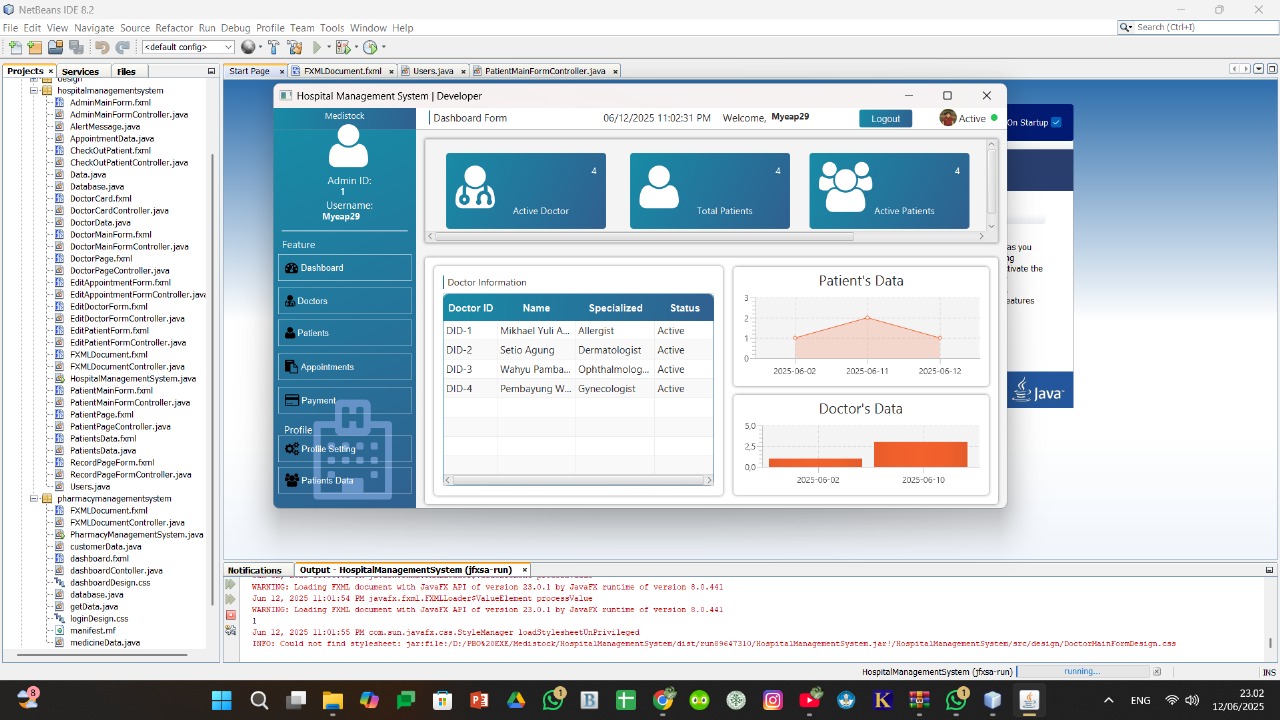 NetBeans IDE 8.2
File Edit View Navigate Source Refactor Run Debug Profile Team Tools Window Help
Search (Ctrl+I)
<default config>
Projects Services Files
Start Page FXMLDocument.fxml Users.java PatientMainFormController.java
design
hospitalmanagementsystem
AdminMainForm.fxml
AdminMainFormController.java
AlertMessage.java
AppointmentData.java
CheckOutPatient.fxml
CheckOutPatientController.java
Data.java
Database.java
DoctorCard.fxml
DoctorCardController.java
DoctorData.java
DoctorMainForm.fxml
DoctorMainFormController.java
DoctorPage.fxml
DoctorPageController.java
EditAppointmentForm.fxml
EditAppointmentFormController.java
EditDoctorForm.fxml
EditDoctorFormController.java
EditPatientForm.fxml
EditPatientFormController.java
FXMLDocument.fxml
FXMLDocumentController.java
HospitalManagementSystem.java
PatientMainForm.fxml
PatientMainFormController.java
PatientPage.fxml
PatientPageController.java
PatientsData.fxml
PatientsData.java
RecordPageForm.fxml
RecordPageFormController.java
Users.java
pharmacymanagementsystem
FXMLDocument.fxml
FXMLDocumentController.java
PharmacyManagementSystem.java
customerData.java
dashboard.fxml
dashboardContoller.java
dashboardDesign.css
database.java
getData.java
loginDesign.css
manifest.mf
medicineData.java
Hospital Management System | Developer
Medistock
Admin ID:
1
Username:
Myeap29
Feature
Dashboard
Doctors
Patients
Appointments
Payment
Profile
Profile Setting
Patients Data
Dashboard Form 06/12/2025 11:02:31 PM Welcome, Myeap29 Logout Active
4
Active Doctor
4
Total Patients
4
Active Patients
Doctor Information
Doctor ID Name Specialized Status
DID-1 Mikhael Yuli A... Allergist Active
DID-2 Setio Agung Dermatologist Active
DID-3 Wahyu Pamba... Ophthalmolog... Active
DID-4 Pembayung W... Gynecologist Active
Patient's Data
3
2
1
0
2025-06-02 2025-06-11 2025-06-12
Doctor's Data
5,0
2,5
0,0
2025-06-02 2025-06-10
On Startup
as you
ng
tivate the
eatures
Java
Notifications Output - HospitalManagementSystem (jfxsa-run)
WARNING: Loading FXML document with JavaFX API of version 23.0.1 by JavaFX runtime of version 8.0.441
Jun 12, 2025 11:01:54 PM javafx.fxml.FXMLLoader$ValueElement processValue
WARNING: Loading FXML document with JavaFX API of version 23.0.1 by JavaFX runtime of version 8.0.441
1
Jun 12, 2025 11:01:55 PM com.sun.javafx.css.StyleManager loadStylesheetUnPrivileged
INFO: Could not find stylesheet: jar:file:/D:/PBO%20EXE/Medistock/HospitalManagementSystem/dist/run89647310/HospitalManagementSystem.jar!/HospitalManagementSystem/src/design/DoctorMainFormDesign.css
HospitalManagementSystem (jfxsa-run) running... INS
8 1 1
ENG
23.02
12/06/2025